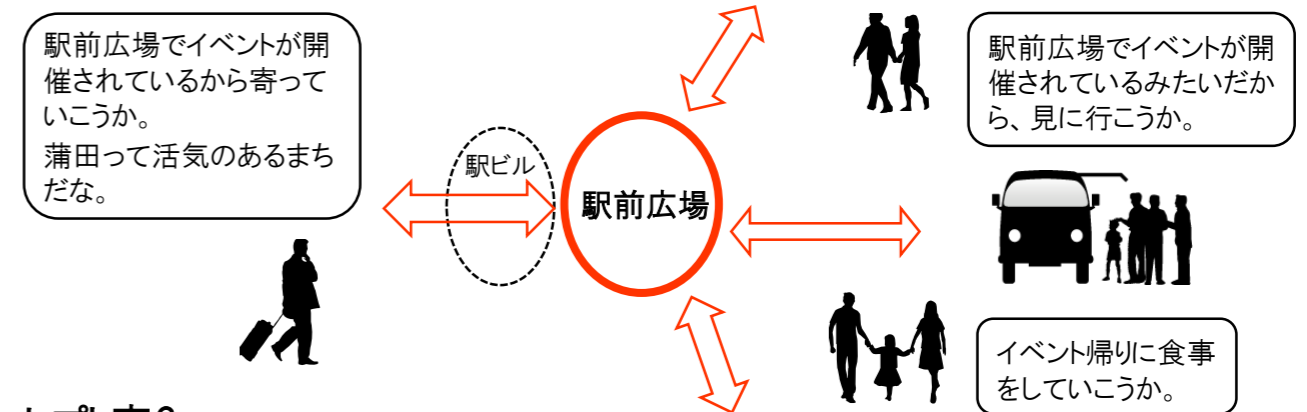 駅前広場でイベントが開
催されているから寄って
いこうか。
蒲田って活気のあるまち
だな。
駅ビル
駅前広場
駅前広場でイベントが開
催されているみたいだか
ら、見に行こうか。
イベント帰りに食事
をしていこうか。